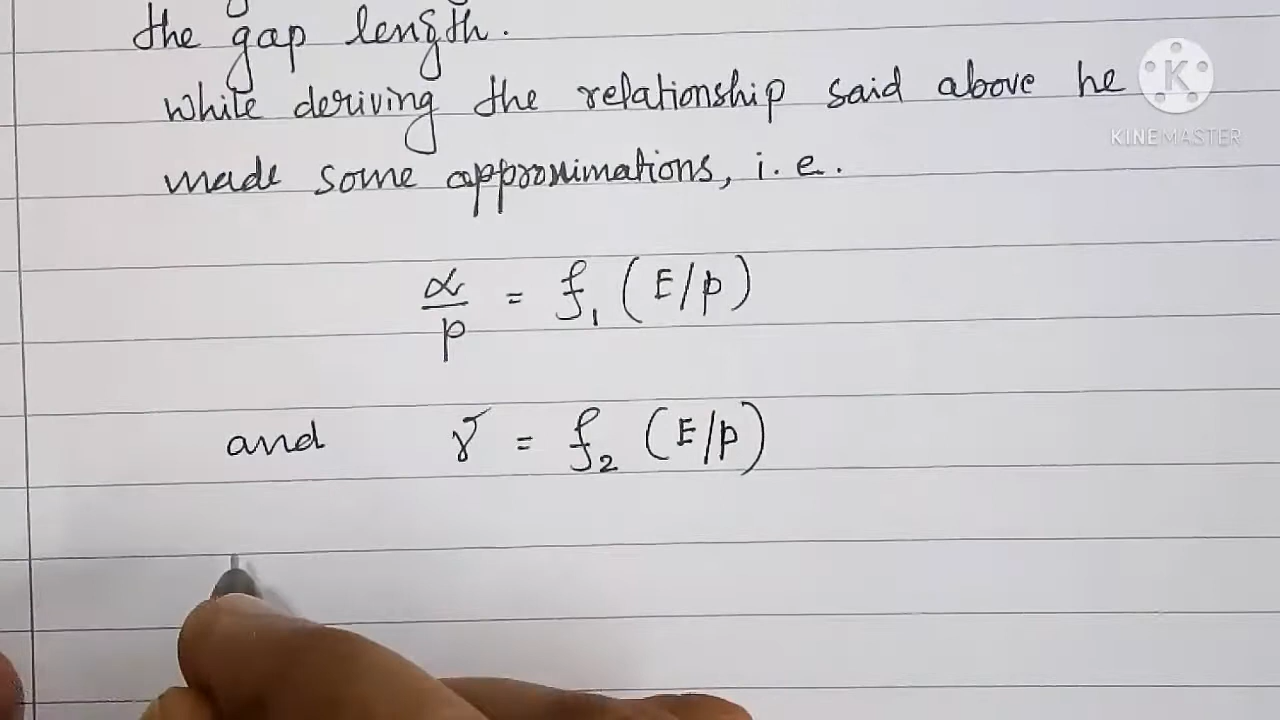 the gap length.
while deriving the relationship said above he
K
KINEMASTER
made some approximations, i.e.
α/p = f₁ (E/p)
and γ = f₂ (E/p)